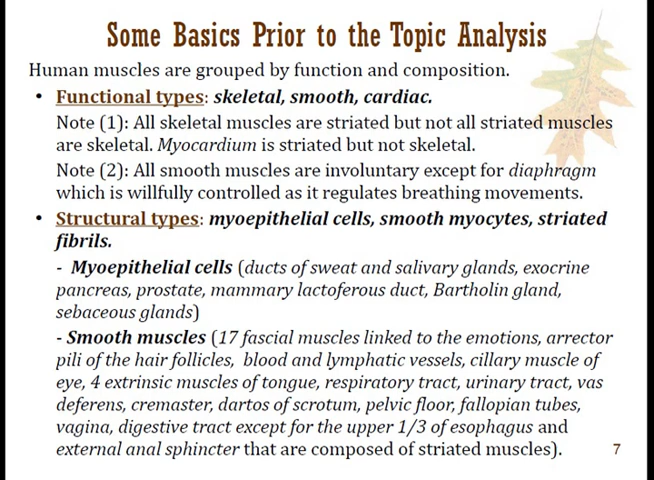 Some Basics Prior to the Topic Analysis
Human muscles are grouped by function and composition.
• Functional types: skeletal, smooth, cardiac.
Note (1): All skeletal muscles are striated but not all striated muscles
are skeletal. Myocardium is striated but not skeletal.
Note (2): All smooth muscles are involuntary except for diaphragm
which is willfully controlled as it regulates breathing movements.
• Structural types: myoepithelial cells, smooth myocytes, striated
fibrils.
- Myoepithelial cells (ducts of sweat and salivary glands, exocrine
pancreas, prostate, mammary lactoferous duct, Bartholin gland,
sebaceous glands)
- Smooth muscles (17 fascial muscles linked to the emotions, arrector
pili of the hair follicles, blood and lymphatic vessels, cillary muscle of
eye, 4 extrinsic muscles of tongue, respiratory tract, urinary tract, vas
deferens, cremaster, dartos of scrotum, pelvic floor, fallopian tubes,
vagina, digestive tract except for the upper 1/3 of esophagus and
external anal sphincter that are composed of striated muscles).
7